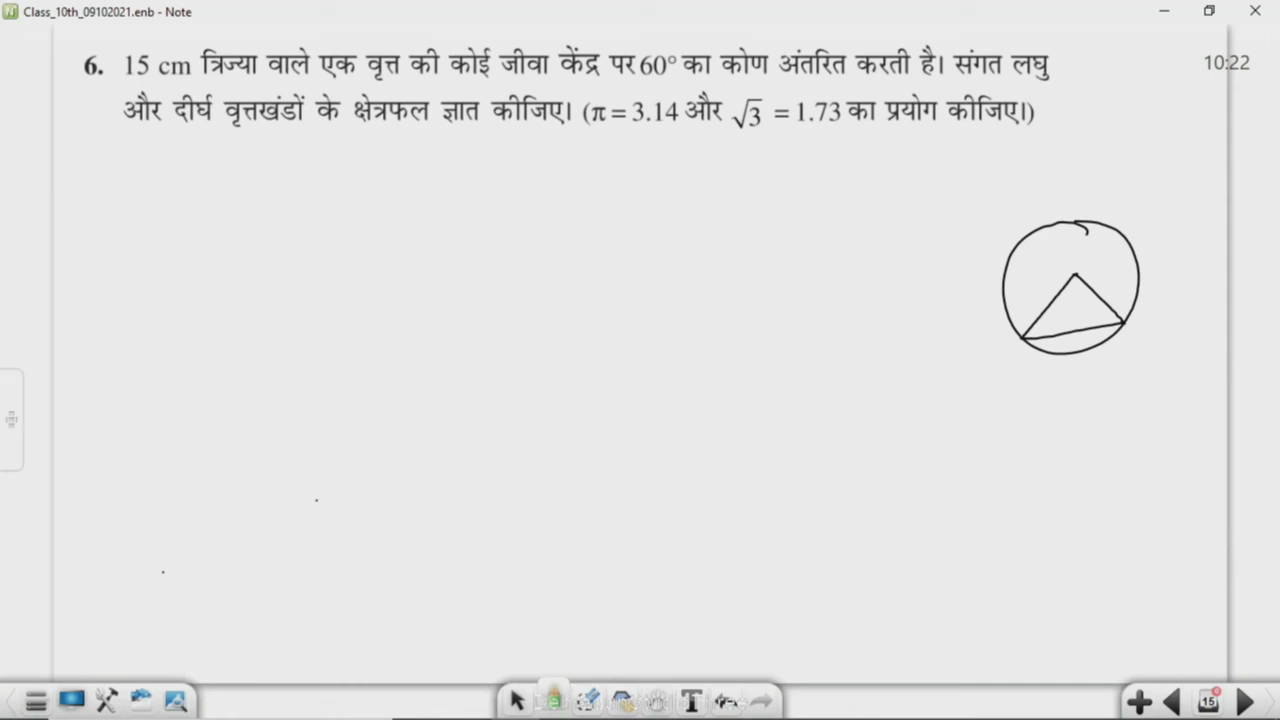 Class_10th_09102021.enb - Note
6. 15 cm त्रिज्या वाले एक वृत्त की कोई जीवा केंद्र पर 60° का कोण अंतरित करती है। संगत लघु
10:22
और दीर्घ वृत्तखंडों के क्षेत्रफल ज्ञात कीजिए। (π = 3.14 और √3 = 1.73 का प्रयोग कीजिए।)
T
15